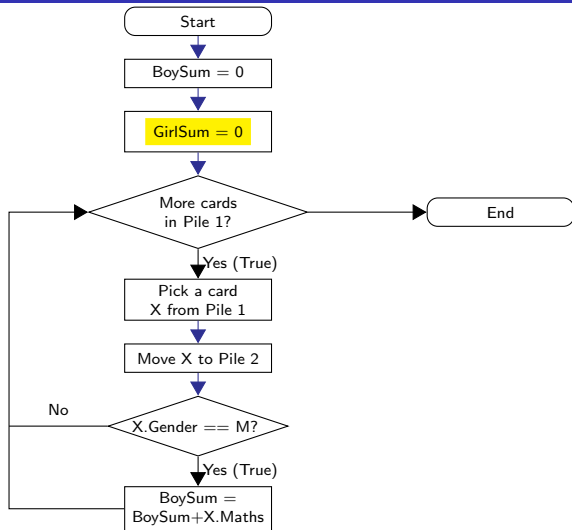 Start
BoySum = 0
GirlSum = 0
More cards
in Pile 1?
End
Yes (True)
Pick a card
X from Pile 1
Move X to Pile 2
No
X.Gender == M?
Yes (True)
BoySum =
BoySum+X.Maths